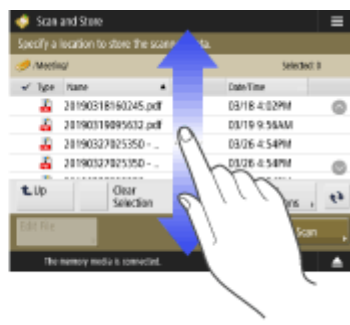 Scan and Store
Specify a location to store the scanned data.
/Meeting/ Selected: 0
Type Name Date/Time
20190318160245.pdf 03/18 4:02PM
20190319095632.pdf 03/19 9:56AM
20190327025350 - .. 03/26 4:54PM
20190327025350 - .. 03/26 4:54PM
Up Clear Selection
Edit File Scan
The memory media is connected.